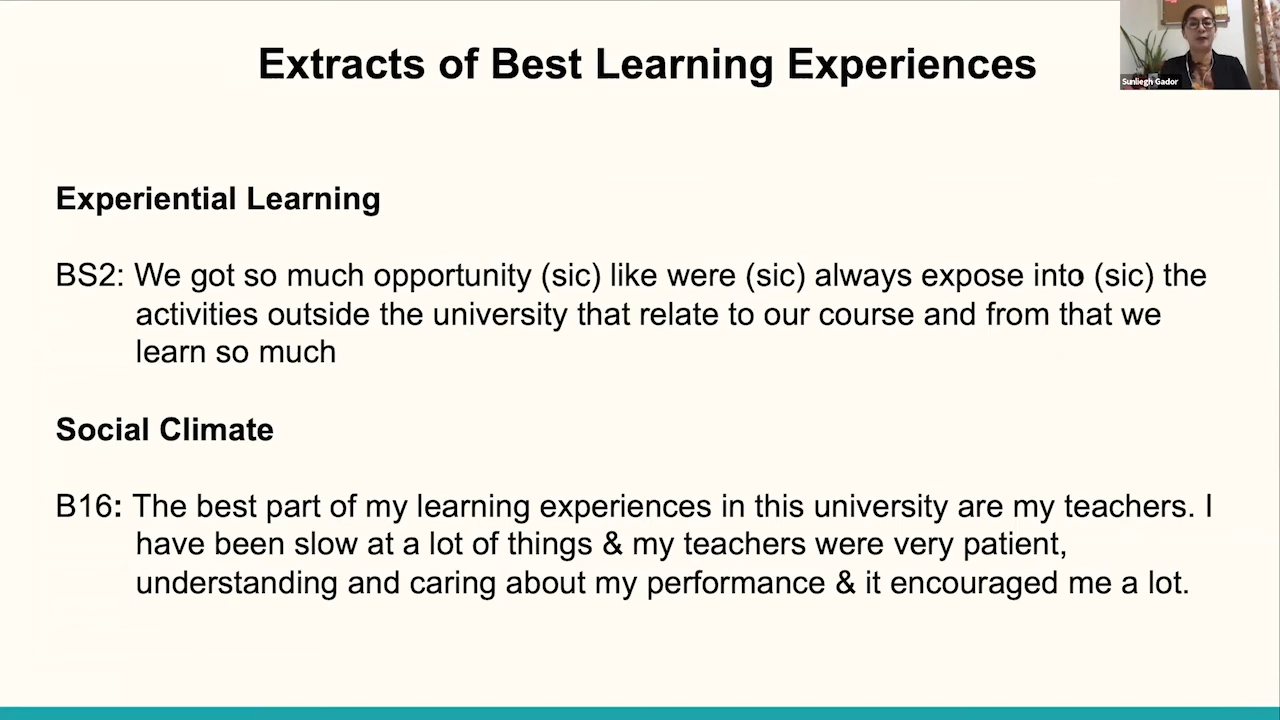 Extracts of Best Learning Experiences
Sunliegh Gador
Experiential Learning
BS2: We got so much opportunity (sic) like were (sic) always expose into (sic) the
activities outside the university that relate to our course and from that we
learn so much
Social Climate
B16: The best part of my learning experiences in this university are my teachers. I
have been slow at a lot of things & my teachers were very patient,
understanding and caring about my performance & it encouraged me a lot.